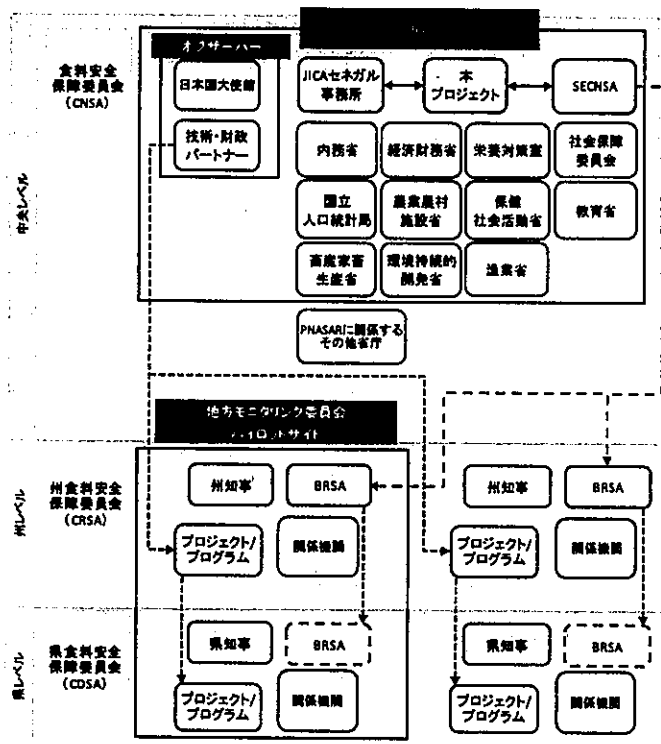 オブザーバー
食料安全
保障委員会
(CNSA)
日本国大使館
技術・財政
パートナー
JICAセネガル
事務所
本
プロジェクト
SECNSA
内務省
経済財務省
栄養対策室
社会保障
委員会
国立
人口統計局
農業農村
施設省
保健
社会活動省
教育省
畜産家畜
生産省
環境持続的
開発省
漁業省
PNASARに関係する
その他省庁
中央レベル
地方モニタリング委員会
パイロットサイト
州レベル
州食料安全
保障委員会
(CRSA)
州知事
BRSA
プロジェクト/
プログラム
関係機関
州知事
BRSA
プロジェクト/
プログラム
関係機関
県レベル
県食料安全
保障委員会
(CDSA)
県知事
BRSA
プロジェクト/
プログラム
関係機関
県知事
BRSA
プロジェクト/
プログラム
関係機関